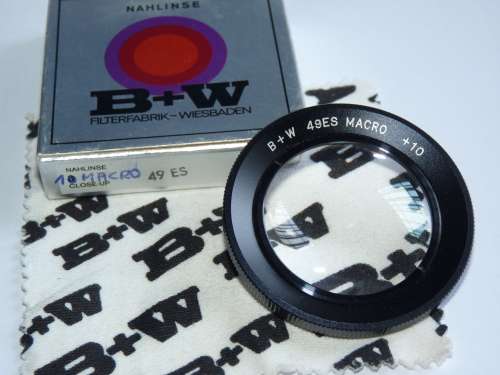 NAHLINSE
B+W
FILTERFABRIK-WIESBADEN
NAHLINSE
10 MACRO 49 ES
CLOSE UP
B+W 49ES MACRO +10
B+W
B+W
B+W
B+W
B+W
B+W
B+W